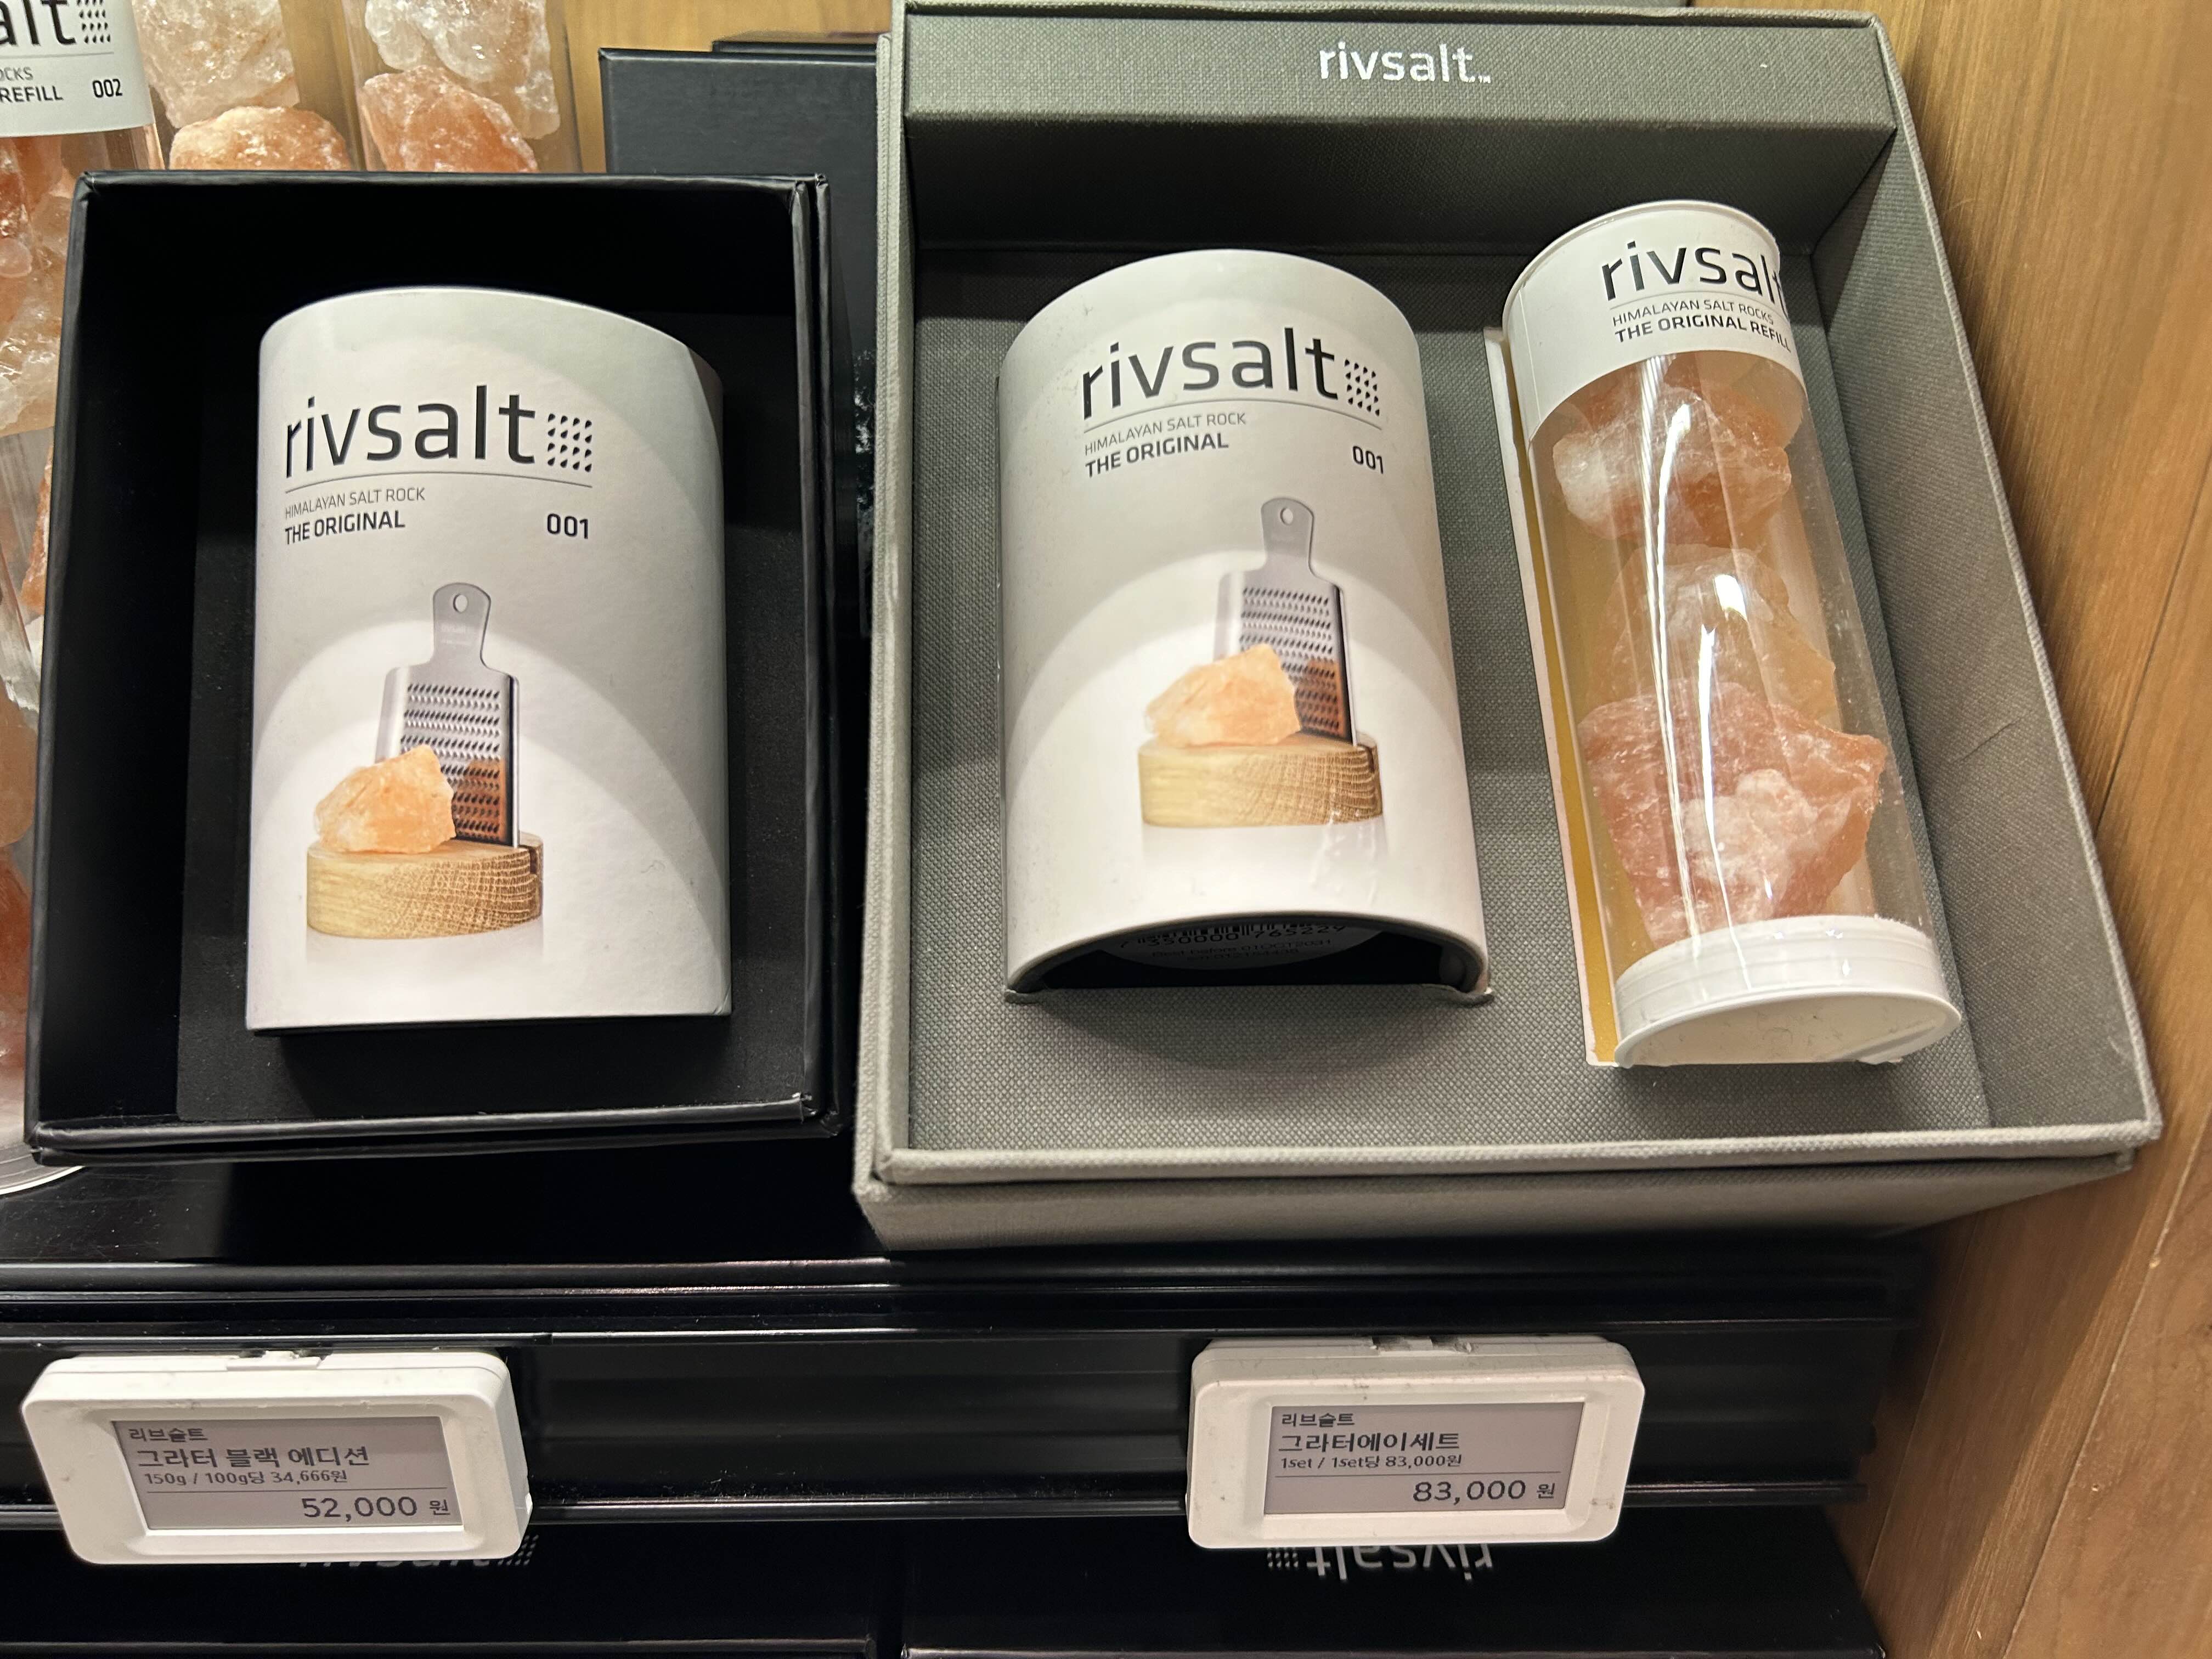 alt
OCKS
REFILL 002
rivsalt™
rivsalt
HIMALAYAN SALT ROCK
THE ORIGINAL 001
rivsalt
HIMALAYAN SALT ROCK
THE ORIGINAL 001
rivsalt
HIMALAYAN SALT ROCKS
THE ORIGINAL REFILL
리브솔트
그라터 블랙 에디션
150g / 100g당 34,666원
52,000 원
리브솔트
그라터에이세트
1set / 1set당 83,000원
83,000 원
rivsalt
rivsalt